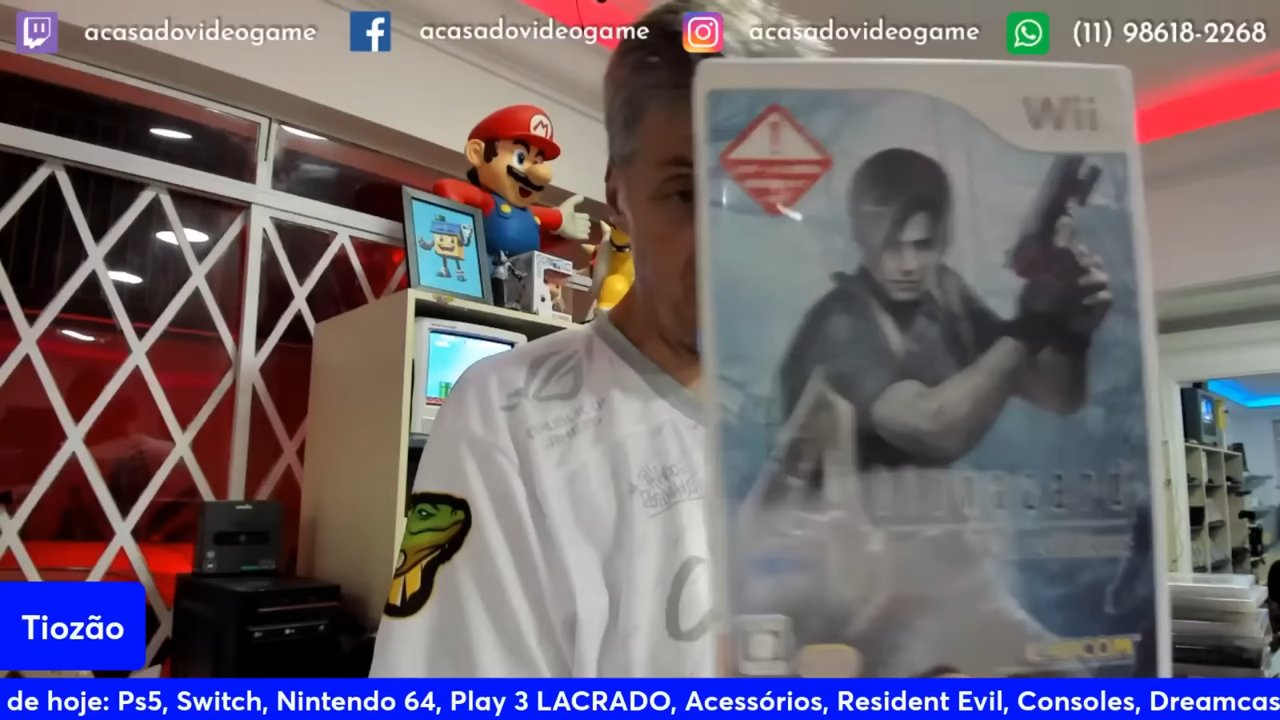 acasadovideogame
acasadovideogame
acasadovideogame
(11) 98618-2268
Wii
CAPCOM
Tiozão
de hoje: Ps5, Switch, Nintendo 64, Play 3 LACRADO, Acessórios, Resident Evil, Consoles, Dreamcas